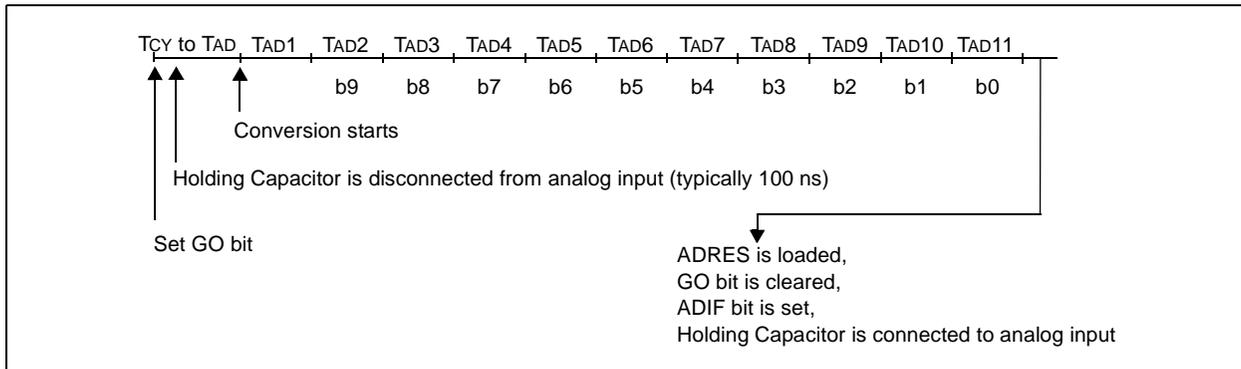 TCY to TAD TAD1 TAD2 TAD3 TAD4 TAD5 TAD6 TAD7 TAD8 TAD9 TAD10 TAD11
b9 b8 b7 b6 b5 b4 b3 b2 b1 b0
Conversion starts
Holding Capacitor is disconnected from analog input (typically 100 ns)
Set GO bit
ADRES is loaded,
GO bit is cleared,
ADIF bit is set,
Holding Capacitor is connected to analog input